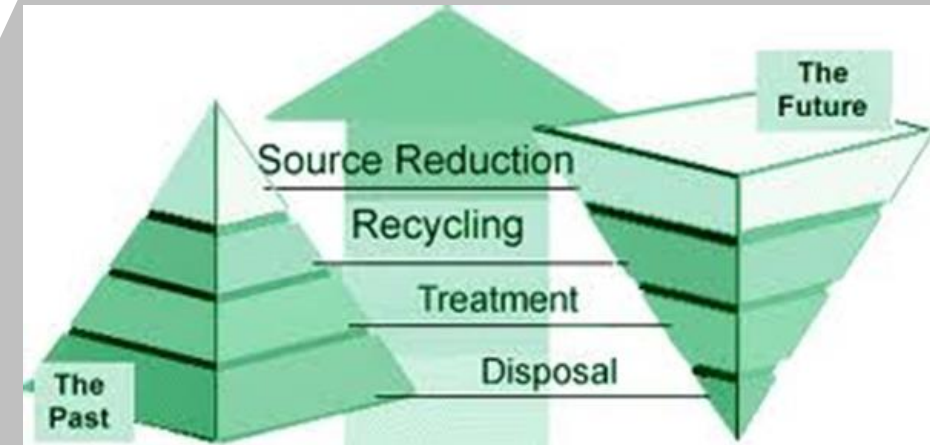 The
Future
Source Reduction
Recycling
Treatment
Disposal
The
Past